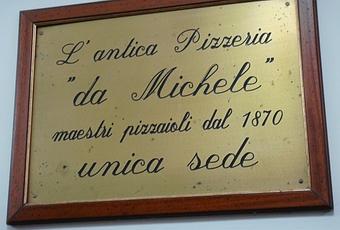 L'antica Pizzeria
"da Michele"
maestri pizzaioli dal 1870
unica sede